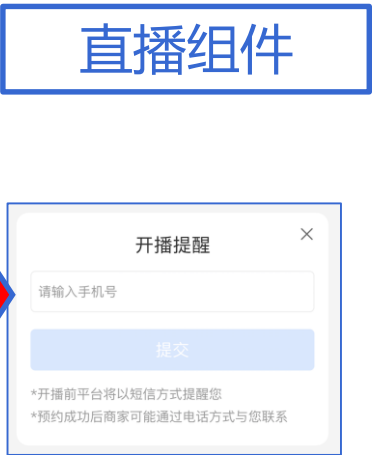 直播组件
开播提醒
请输入手机号
提交
*开播前平台将以短信方式提醒您
*预约成功后商家可能通过电话方式与您联系